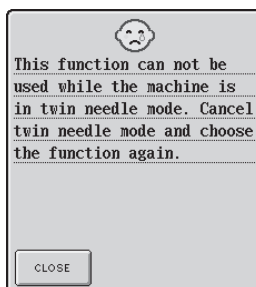 This function can not be
used while the machine is
in twin needle mode. Cancel
twin needle mode and choose
the function again.
CLOSE